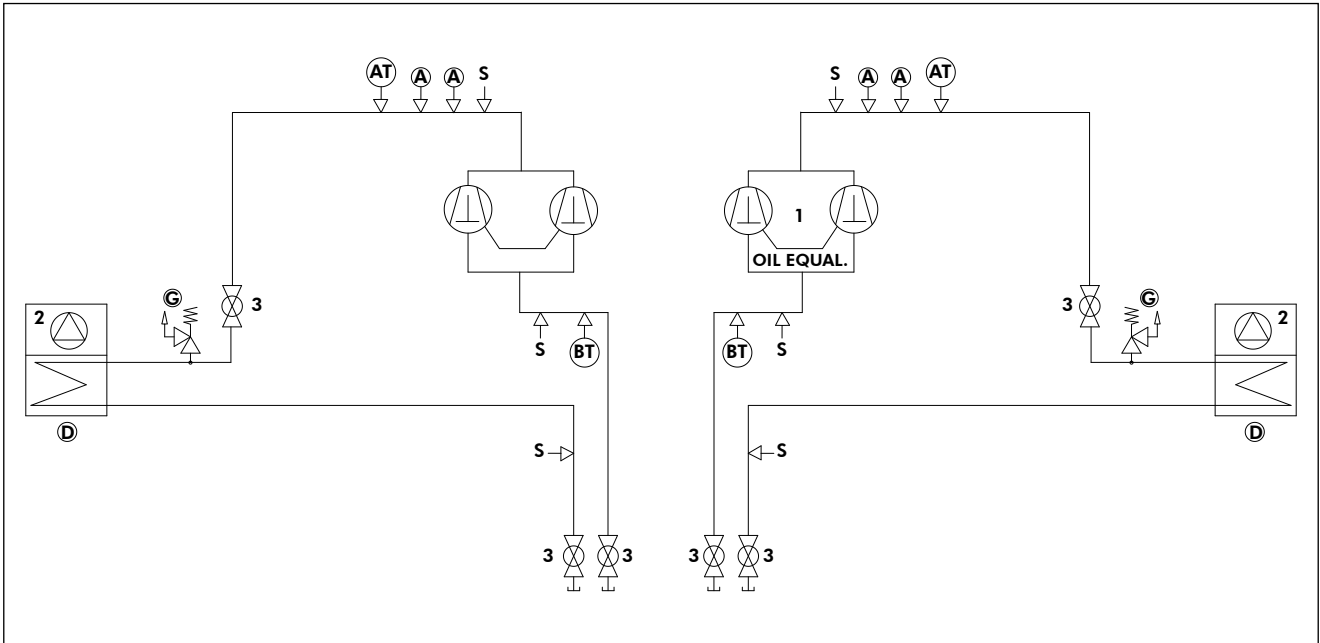 AT A A S S A A AT
1
OIL EQUAL.
G 3 3 G
2 2
S BT BT S
D D
S S
3 3 3 3